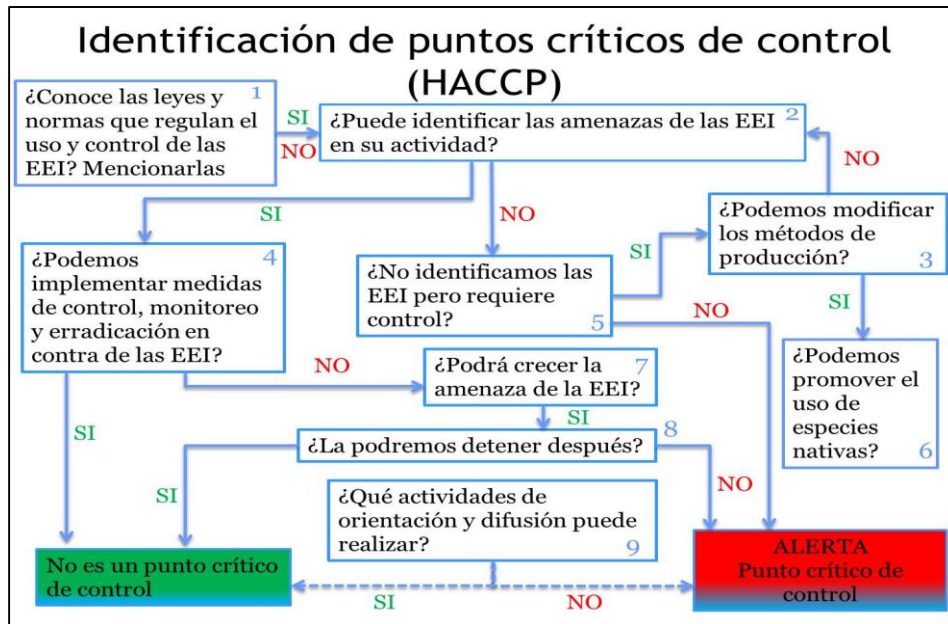 Identificación de puntos críticos de control
(HACCP)
¿Conoce las leyes y
normas que regulan el
uso y control de las
EEI? Mencionarlas
1
SI
NO
¿Puede identificar las amenazas de las EEI
en su actividad?
2
NO
SI
NO
¿Podemos modificar
los métodos de
producción?
3
SI
¿Podemos
implementar medidas
de control, monitoreo
y erradicación en
contra de las EEI?
4
¿No identificamos las
EEI pero requiere
control?
5
SI
NO
¿Podemos
promover el
uso de
especies
nativas?
6
NO
¿Podrá crecer la
amenaza de la EEI?
7
SI
SI
¿La podremos detener después?
8
SI
NO
¿Qué actividades de
orientación y difusión puede
realizar?
9
No es un punto crítico
de control
SI
NO
ALERTA
Punto crítico de
control